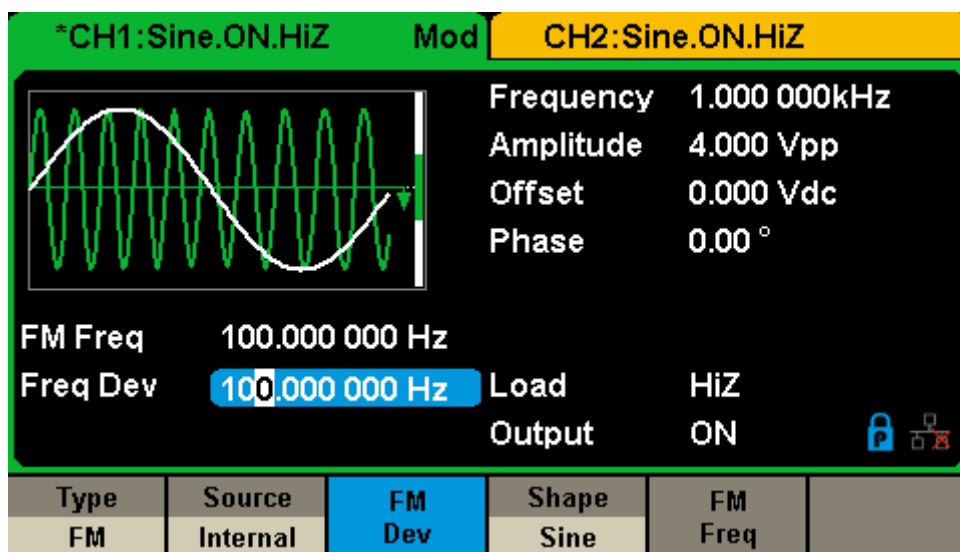 *CH1:Sine.ON.HiZ Mod CH2:Sine.ON.HiZ
Frequency 1.000 000kHz
Amplitude 4.000 Vpp
Offset 0.000 Vdc
Phase 0.00 °
FM Freq 100.000 000 Hz
Freq Dev 100.000 000 Hz Load HiZ
Output ON P
Type Source FM Shape FM
FM Internal Dev Sine Freq